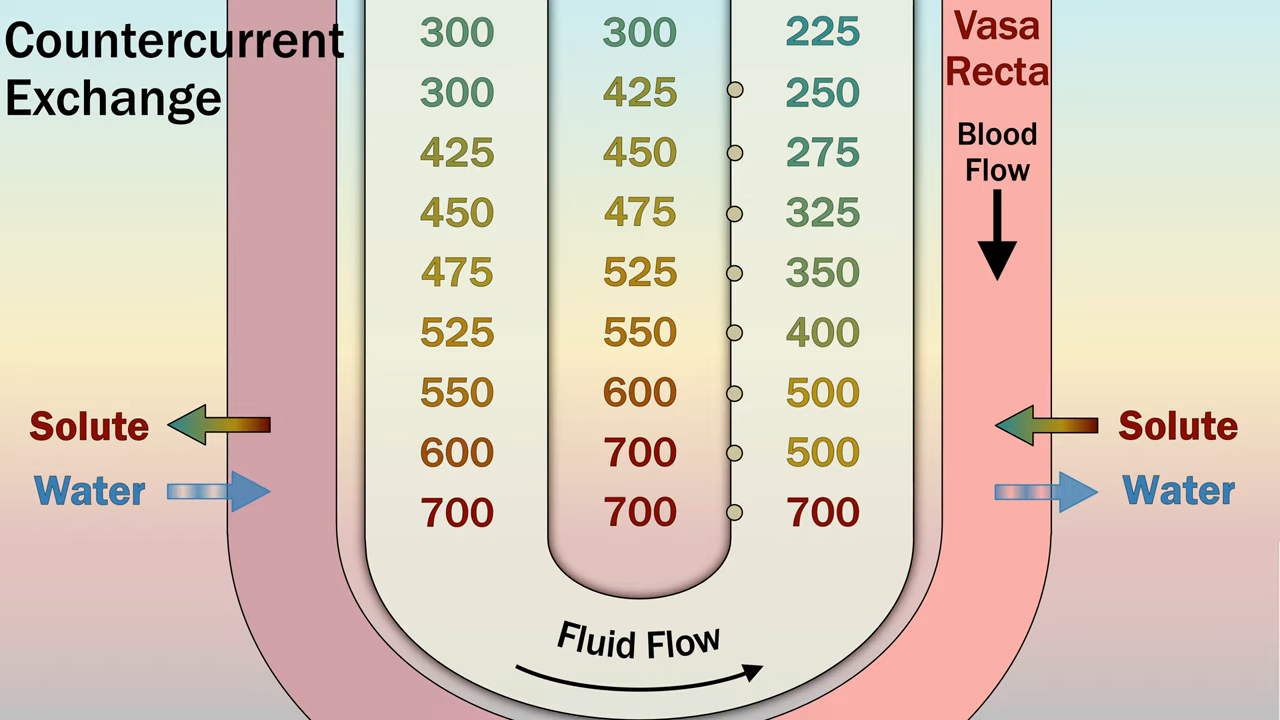 Countercurrent
Exchange
300 300 225
300 425 250
425 450 275
450 475 325
475 525 350
525 550 400
550 600 500
600 700 500
700 700 700
Vasa
Recta
Blood
Flow
Solute
Water
Solute
Water
Fluid Flow